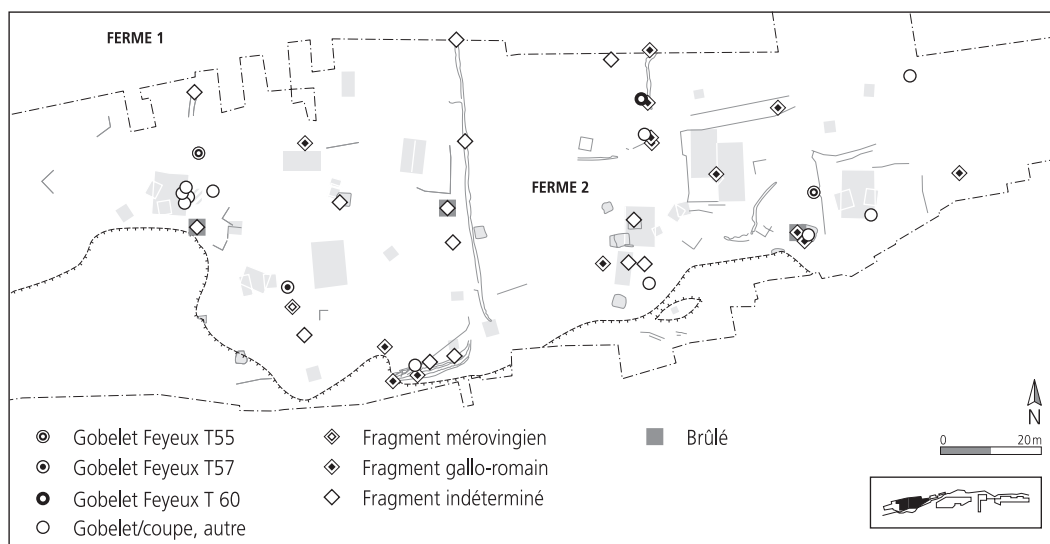 FERME 1
FERME 2
N
0 20 m
Gobelet Feyeux T55
Gobelet Feyeux T57
Gobelet Feyeux T 60
Gobelet/coupe, autre
Fragment mérovingien
Fragment gallo-romain
Fragment indéterminé
Brûlé